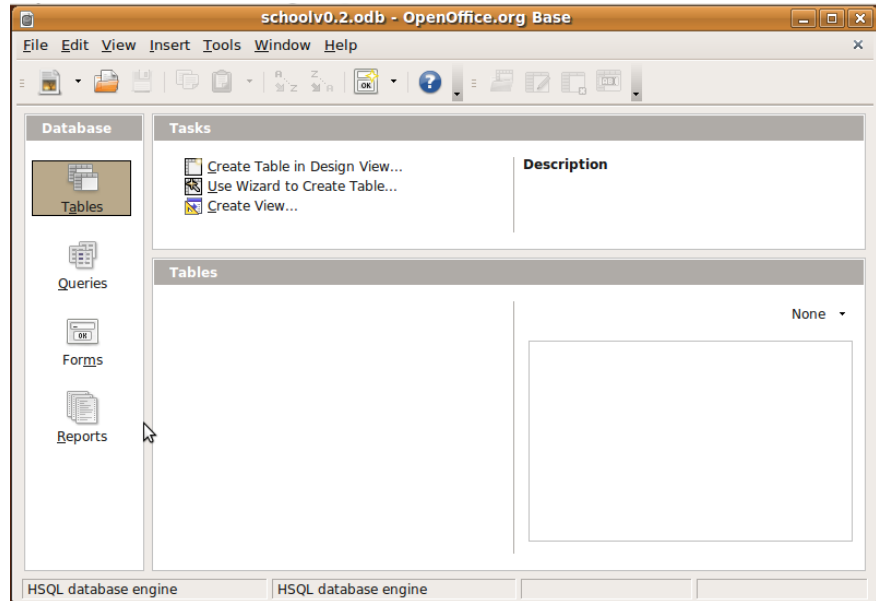 schoolv0.2.odb - OpenOffice.org Base
File Edit View Insert Tools Window Help
Database
Tables
Queries
Forms
Reports
Tasks
Create Table in Design View...
Use Wizard to Create Table...
Create View...
Description
Tables
None
HSQL database engine
HSQL database engine